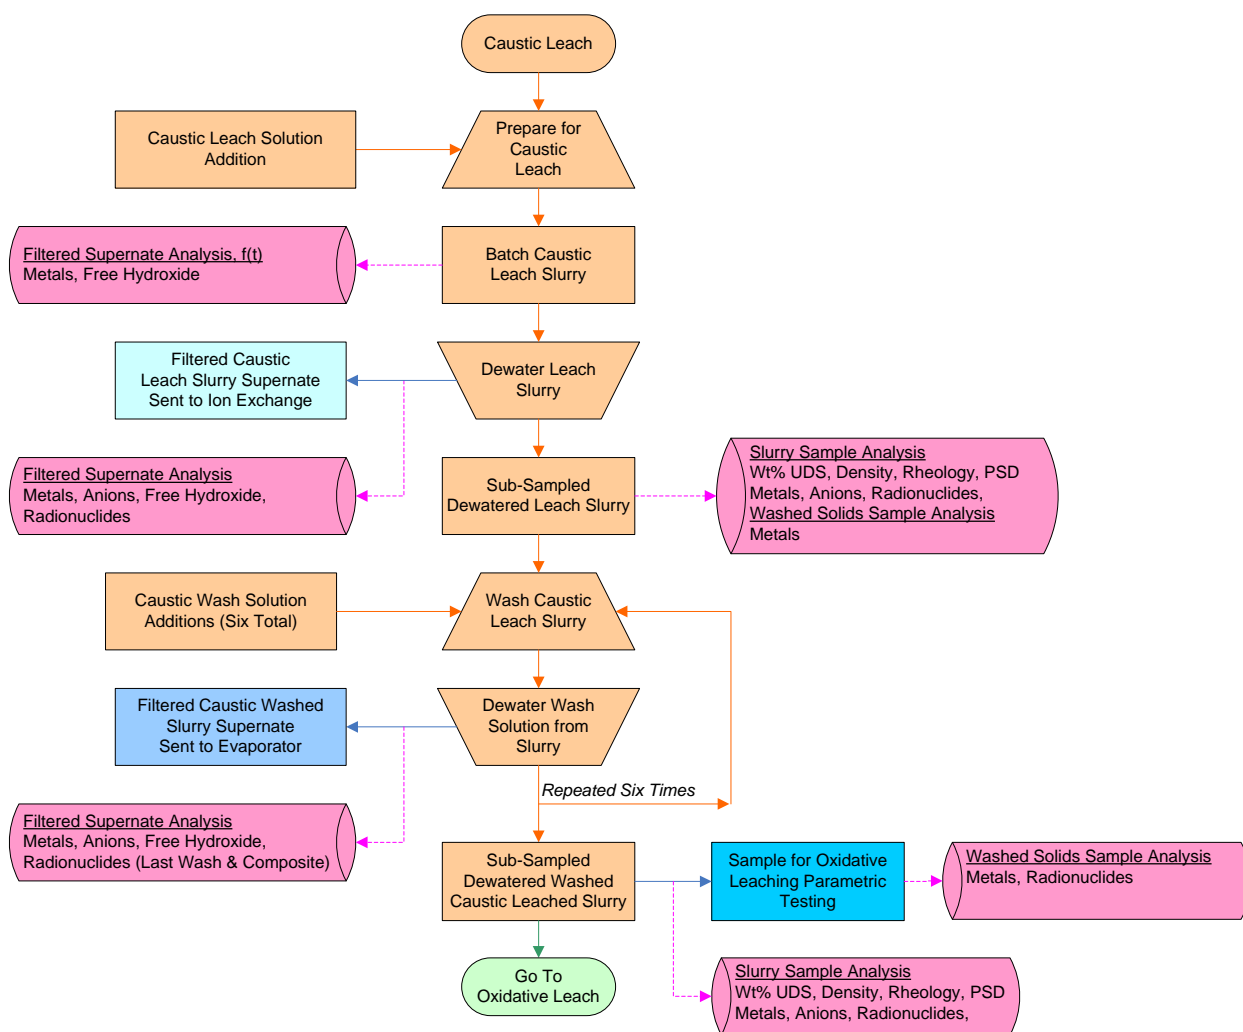 Caustic Leach
Caustic Leach Solution
Addition
Prepare for
Caustic
Leach
Filtered Supernate Analysis, f(t)
Metals, Free Hydroxide
Batch Caustic
Leach Slurry
Filtered Caustic
Leach Slurry Supernate
Sent to Ion Exchange
Dewater Leach
Slurry
Filtered Supernate Analysis
Metals, Anions, Free Hydroxide,
Radionuclides
Sub-Sampled
Dewatered Leach Slurry
Slurry Sample Analysis
Wt% UDS, Density, Rheology, PSD
Metals, Anions, Radionuclides,
Washed Solids Sample Analysis
Metals
Caustic Wash Solution
Additions (Six Total)
Wash Caustic
Leach Slurry
Filtered Caustic Washed
Slurry Supernate
Sent to Evaporator
Dewater Wash
Solution from
Slurry
Repeated Six Times
Filtered Supernate Analysis
Metals, Anions, Free Hydroxide,
Radionuclides (Last Wash & Composite)
Sub-Sampled
Dewatered Washed
Caustic Leached Slurry
Sample for Oxidative
Leaching Parametric
Testing
Washed Solids Sample Analysis
Metals, Radionuclides
Go To
Oxidative Leach
Slurry Sample Analysis
Wt% UDS, Density, Rheology, PSD
Metals, Anions, Radionuclides,